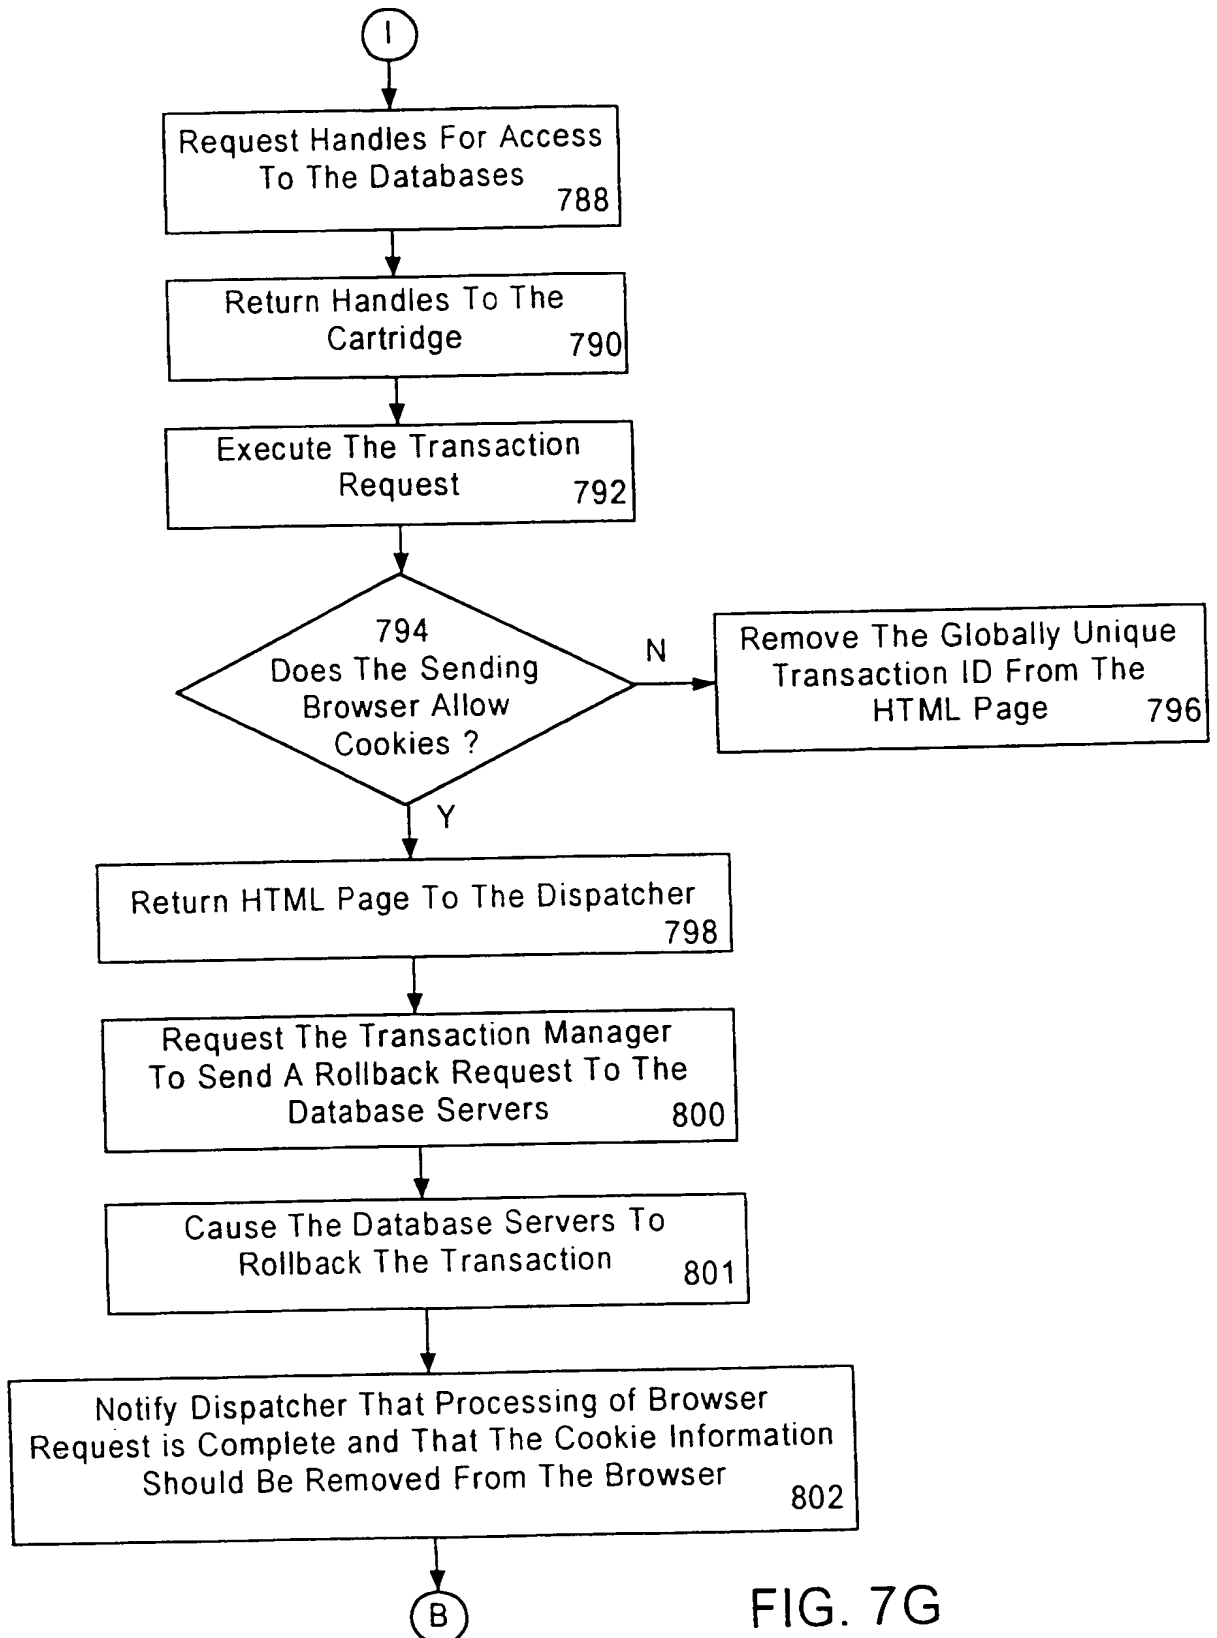 I
Request Handles For Access
To The Databases
788
Return Handles To The
Cartridge 790
Execute The Transaction
Request 792
794
Does The Sending
Browser Allow
Cookies ?
N
Remove The Globally Unique
Transaction ID From The
HTML Page 796
Y
Return HTML Page To The Dispatcher
798
Request The Transaction Manager
To Send A Rollback Request To The
Database Servers 800
Cause The Database Servers To
Rollback The Transaction 801
Notify Dispatcher That Processing of Browser
Request is Complete and That The Cookie Information
Should Be Removed From The Browser
802
B
FIG. 7G